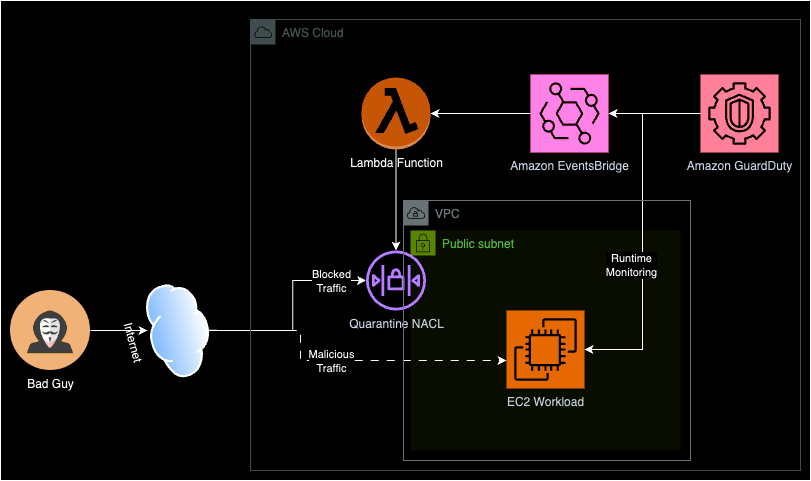 AWS Cloud
Lambda Function
Amazon EventsBridge
Amazon GuardDuty
VPC
Public subnet
Runtime
Monitoring
Blocked
Traffic
Quarantine NACL
Internet
Malicious
Traffic
Bad Guy
EC2 Workload